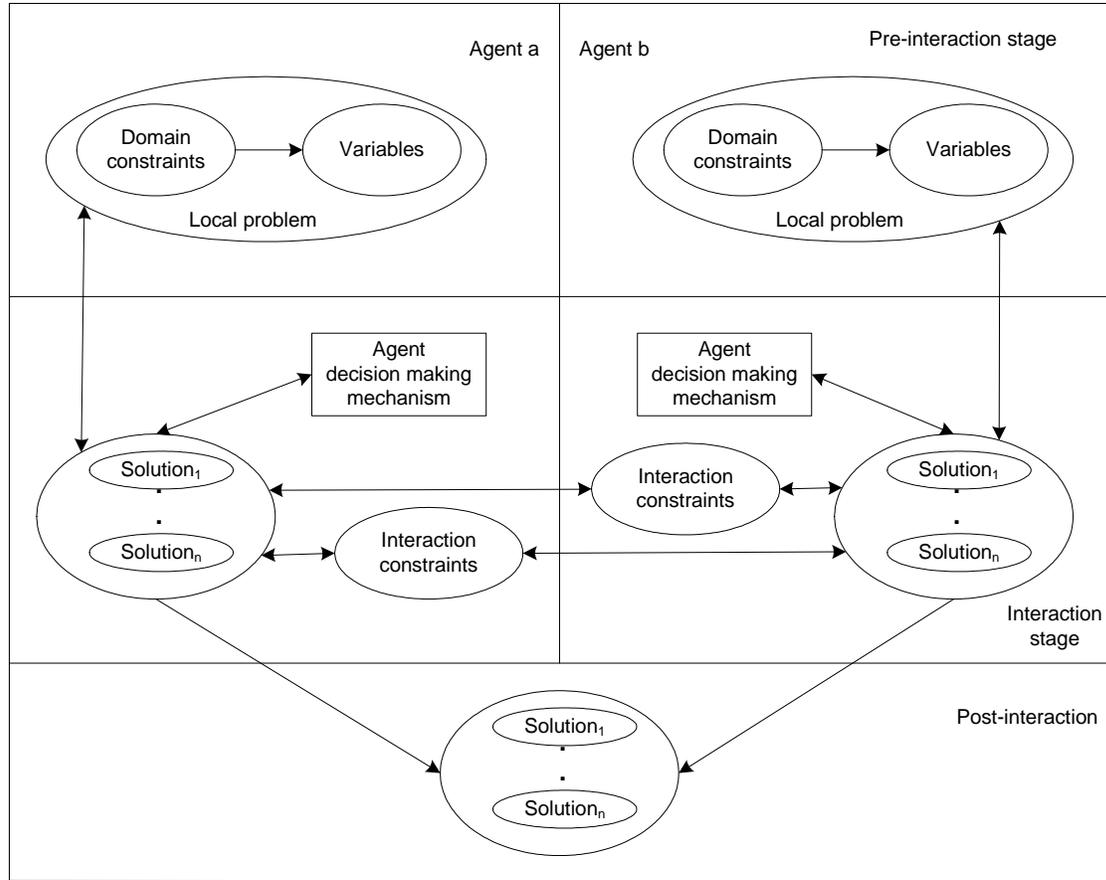 Agent a
Agent b
Pre-interaction stage
Domain
constraints
Variables
Local problem
Domain
constraints
Variables
Local problem
Agent
decision making
mechanism
Agent
decision making
mechanism
Solution₁
.
.
Solutionₙ
Interaction
constraints
Interaction
constraints
Solution₁
.
.
Solutionₙ
Interaction
stage
Post-interaction
Solution₁
.
.
Solutionₙ